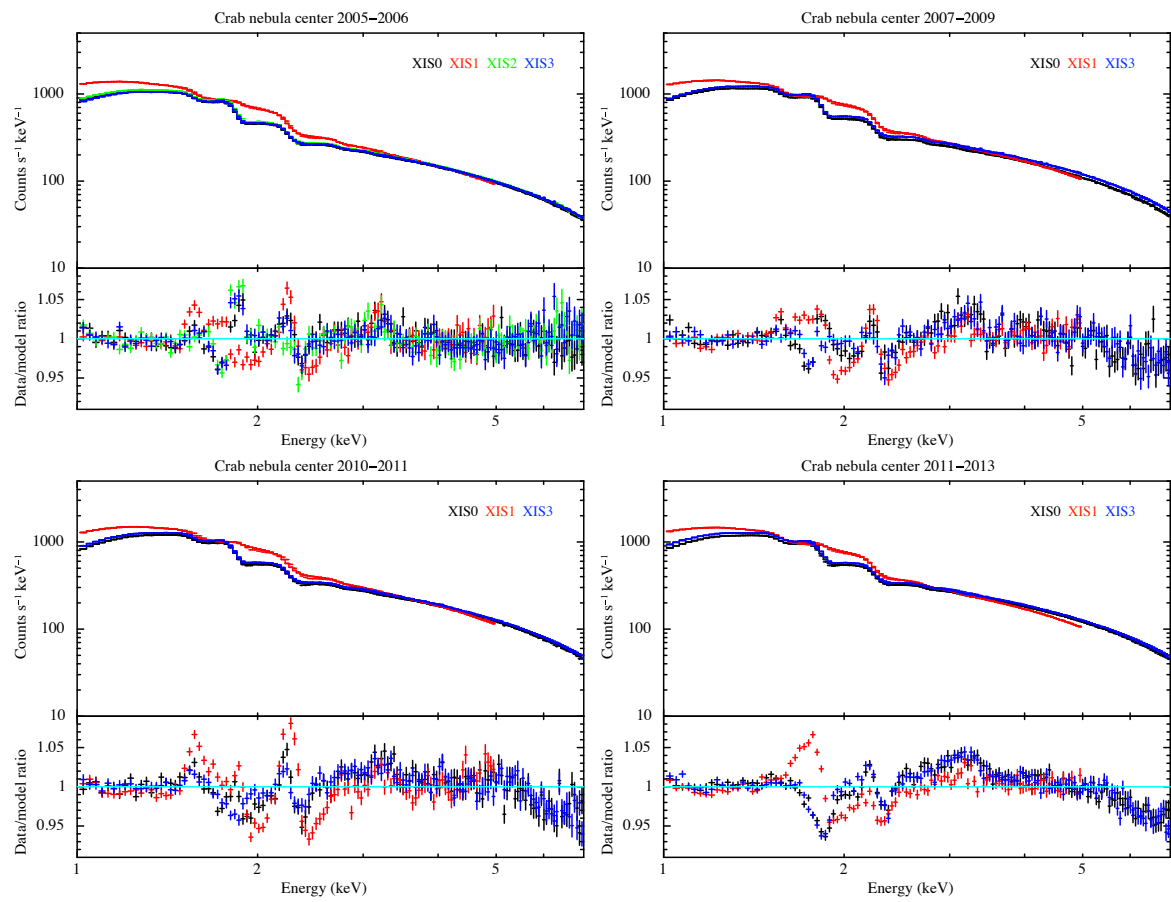 Crab nebula center 2005−2006
XIS0 XIS1 XIS2 XIS3
Counts s⁻¹ keV⁻¹
1000
100
10
Data/model ratio
1.05
1
0.95
1 2 5
Energy (keV)
Crab nebula center 2007−2009
XIS0 XIS1 XIS3
Counts s⁻¹ keV⁻¹
1000
100
10
Data/model ratio
1.05
1
0.95
1 2 5
Energy (keV)
Crab nebula center 2010−2011
XIS0 XIS1 XIS3
Counts s⁻¹ keV⁻¹
1000
100
10
Data/model ratio
1.05
1
0.95
1 2 5
Energy (keV)
Crab nebula center 2011−2013
XIS0 XIS1 XIS3
Counts s⁻¹ keV⁻¹
1000
100
10
Data/model ratio
1.05
1
0.95
1 2 5
Energy (keV)